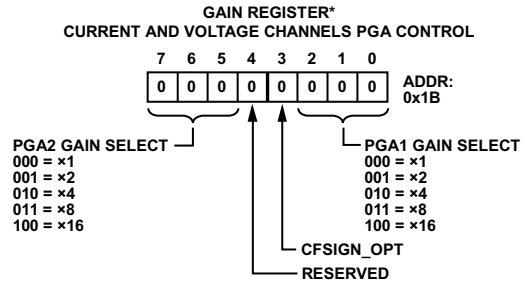 GAIN REGISTER*
CURRENT AND VOLTAGE CHANNELS PGA CONTROL
7 6 5 4 3 2 1 0
0 0 0 0 0 0 0 0
ADDR:
0x1B
PGA2 GAIN SELECT
000 = ×1
001 = ×2
010 = ×4
011 = ×8
100 = ×16
PGA1 GAIN SELECT
000 = ×1
001 = ×2
010 = ×4
011 = ×8
100 = ×16
CFSIGN_OPT
RESERVED